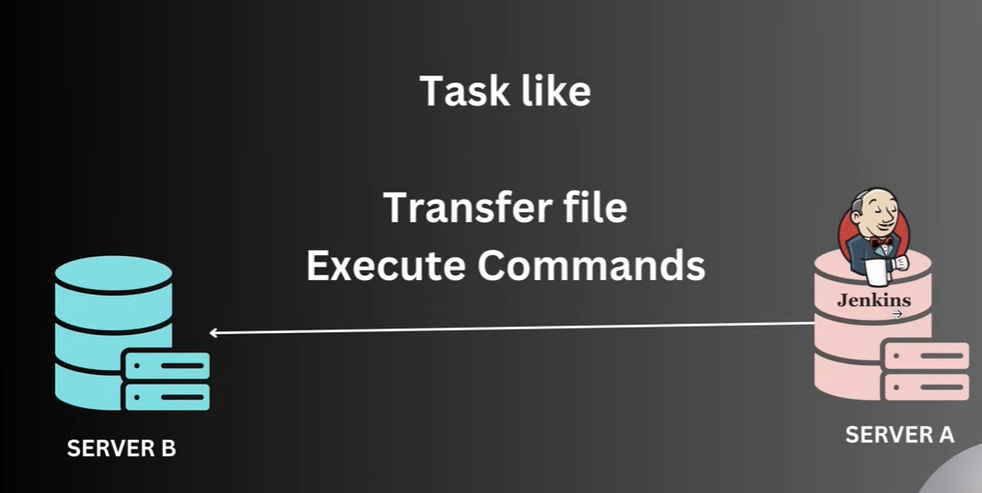 Task like
Transfer file
Execute Commands
Jenkins
SERVER B
SERVER A